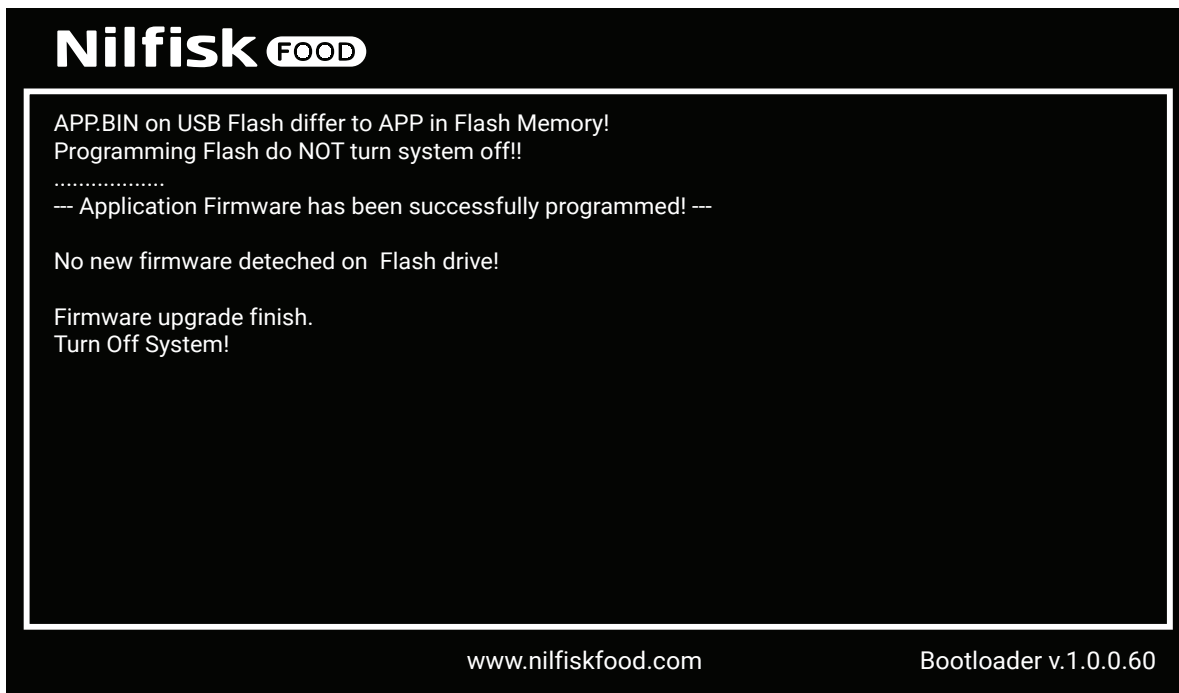 Nilfisk FOOD
APP.BIN on USB Flash differ to APP in Flash Memory!
Programming Flash do NOT turn system off!!
..................
--- Application Firmware has been successfully programmed! ---
No new firmware deteched on  Flash drive!
Firmware upgrade finish.
Turn Off System!
www.nilfiskfood.com
Bootloader v.1.0.0.60